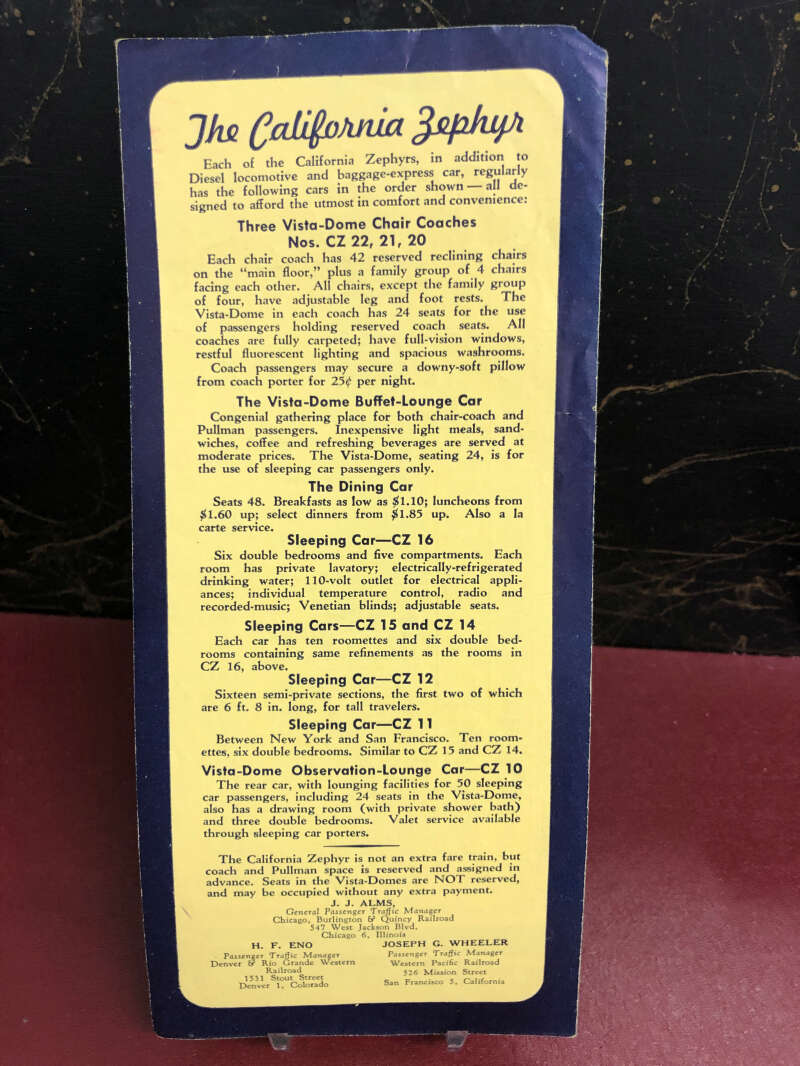 The California Zephyr
Each of the California Zephyrs, in addition to
Diesel locomotive and baggage-express car, regularly
has the following cars in the order shown — all de-
signed to afford the utmost in comfort and convenience:
Three Vista-Dome Chair Coaches
Nos. CZ 22, 21, 20
Each chair coach has 42 reserved reclining chairs
on the "main floor," plus a family group of 4 chairs
facing each other. All chairs, except the family group
of four, have adjustable leg and foot rests. The
Vista-Dome in each coach has 24 seats for the use
of passengers holding reserved coach seats. All
coaches are fully carpeted; have full-vision windows,
restful fluorescent lighting and spacious washrooms.
Coach passengers may secure a downy-soft pillow
from coach porter for 25¢ per night.
The Vista-Dome Buffet-Lounge Car
Congenial gathering place for both chair-coach and
Pullman passengers. Inexpensive light meals, sand-
wiches, coffee and refreshing beverages are served at
moderate prices. The Vista-Dome, seating 24, is for
the use of sleeping car passengers only.
The Dining Car
Seats 48. Breakfasts as low as $1.10; luncheons from
$1.60 up; select dinners from $1.85 up. Also a la
carte service.
Sleeping Car—CZ 16
Six double bedrooms and five compartments. Each
room has private lavatory; electrically-refrigerated
drinking water; 110-volt outlet for electrical appli-
ances; individual temperature control, radio and
recorded-music; Venetian blinds; adjustable seats.
Sleeping Cars—CZ 15 and CZ 14
Each car has ten roomettes and six double bed-
rooms containing same refinements as the rooms in
CZ 16, above.
Sleeping Car—CZ 12
Sixteen semi-private sections, the first two of which
are 6 ft. 8 in. long, for tall travelers.
Sleeping Car—CZ 11
Between New York and San Francisco. Ten room-
ettes, six double bedrooms. Similar to CZ 15 and CZ 14.
Vista-Dome Observation-Lounge Car—CZ 10
The rear car, with lounging facilities for 50 sleeping
car passengers, including 24 seats in the Vista-Dome,
also has a drawing room (with private shower bath)
and three double bedrooms. Valet service available
through sleeping car porters.
The California Zephyr is not an extra fare train, but
coach and Pullman space is reserved and assigned in
advance. Seats in the Vista-Domes are NOT reserved,
and may be occupied without any extra payment.
J. J. ALMS,
General Passenger Traffic Manager
Chicago, Burlington & Quincy Railroad
547 West Jackson Blvd.
Chicago 6, Illinois
H. F. ENO
Passenger Traffic Manager
Denver & Rio Grande Western
Railroad
1531 Stout Street
Denver 1, Colorado
JOSEPH G. WHEELER
Passenger Traffic Manager
Western Pacific Railroad
526 Mission Street
San Francisco 5, California